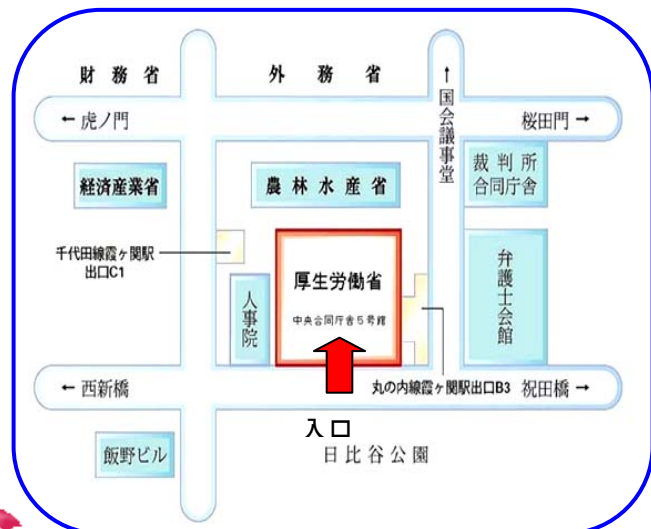 財務省
外務省
← 虎ノ門
↑国会議事堂
桜田門 →
経済産業省
農林水産省
裁判所
合同庁舎
千代田線霞ヶ関駅
出口C1
人事院
厚生労働省
中央合同庁舎5号館
弁護士会館
← 西新橋
丸の内線霞ヶ関駅出口B3
祝田橋 →
入口
飯野ビル
日比谷公園